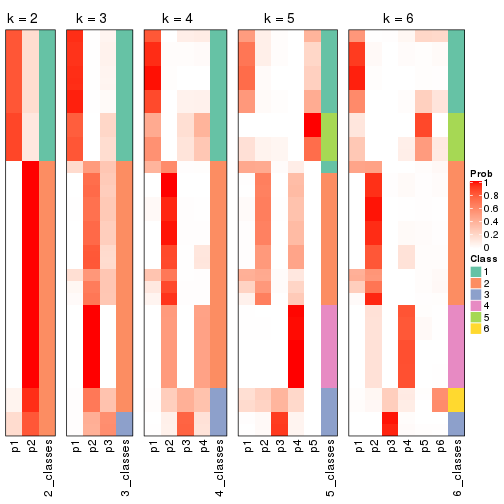 k = 2
k = 3
k = 4
k = 5
k = 6
p1
p2
2_classes
p1
p2
p3
3_classes
p1
p2
p3
p4
4_classes
p1
p2
p3
p4
p5
5_classes
p1
p2
p3
p4
p5
p6
6_classes
Prob
1
0.8
0.6
0.4
0.2
0
Class
1
2
3
4
5
6